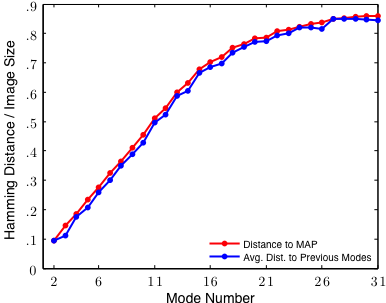 .9
.8
.7
.6
.5
.4
.3
.2
.1
0
Hamming Distance / Image Size
Distance to MAP
Avg. Dist. to Previous Modes
2 6 11 16 21 26 31
Mode Number